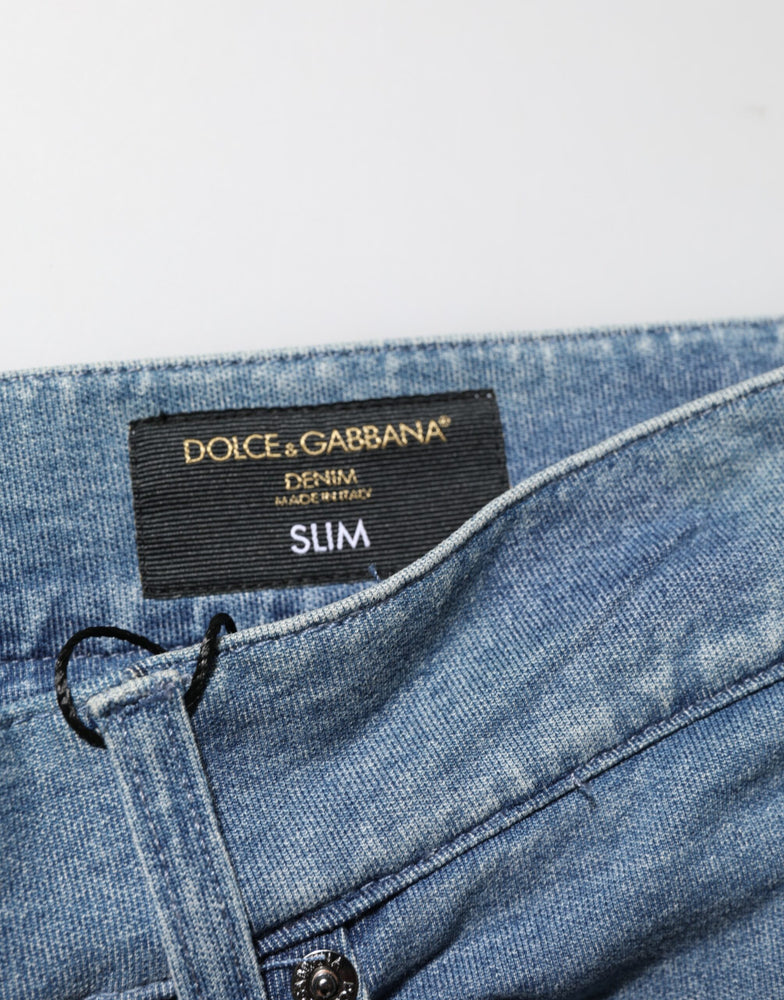 DOLCE & GABBANA®
DENIM
MADE IN ITALY
SLIM